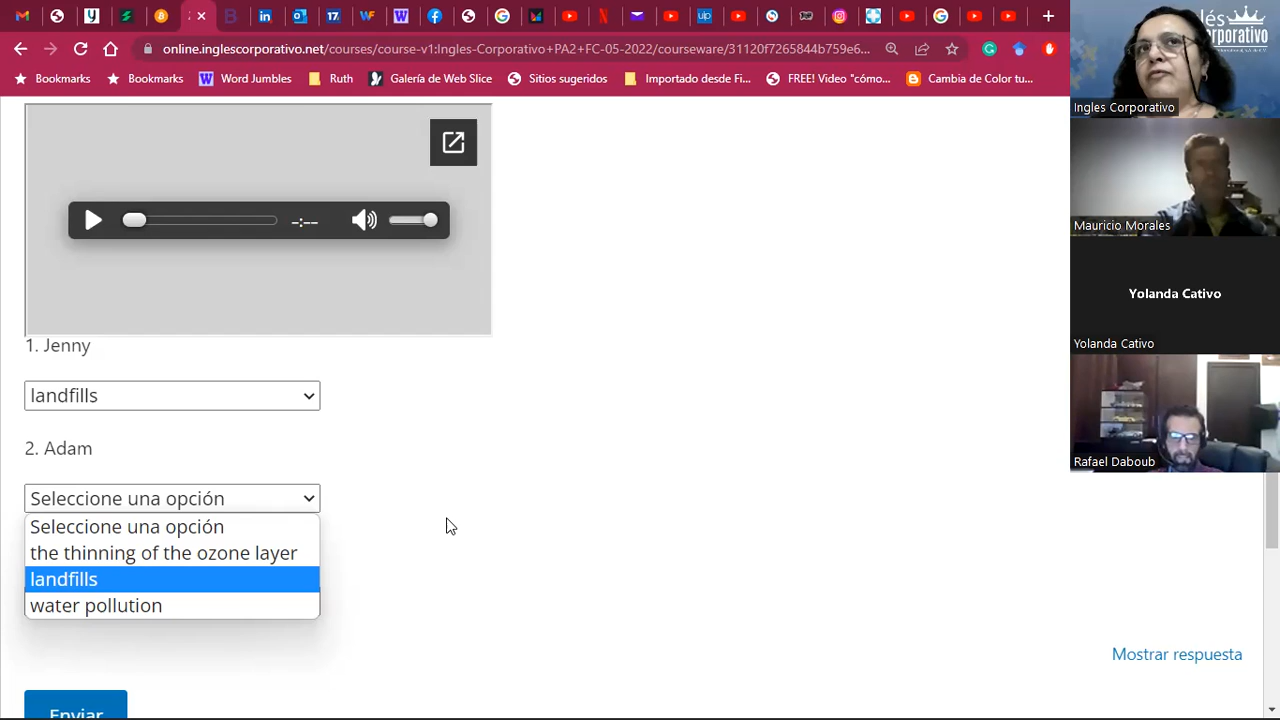 online.inglescorporativo.net/courses/course-v1:Ingles-Corporativo+PA2+FC-05-2022/courseware/31120f7265844b759e6...
Bookmarks Bookmarks Word Jumbles Ruth Galería de Web Slice Sitios sugeridos Importado desde Fi... FREE! Video "cómo... Cambia de Color tu...
-:--
1. Jenny
landfills
2. Adam
Seleccione una opción
Seleccione una opción
the thinning of the ozone layer
landfills
water pollution
Mostrar respuesta
Enviar
Ingles Corporativo
Mauricio Morales
Yolanda Cativo
Yolanda Cativo
Rafael Daboub